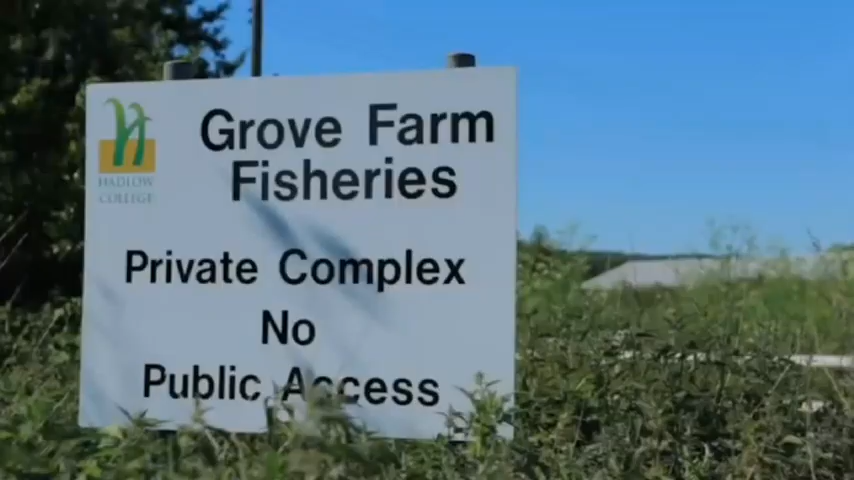 Grove Farm
Fisheries
HADLOW
COLLEGE
Private Complex
No
Public Access